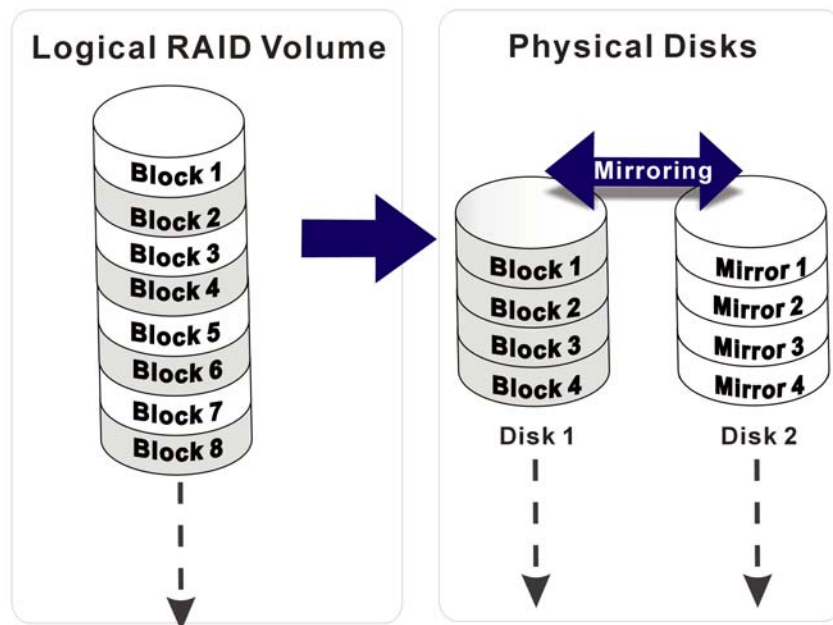 Logical RAID Volume
Block 1
Block 2
Block 3
Block 4
Block 5
Block 6
Block 7
Block 8
Physical Disks
Mirroring
Block 1
Block 2
Block 3
Block 4
Disk 1
Mirror 1
Mirror 2
Mirror 3
Mirror 4
Disk 2